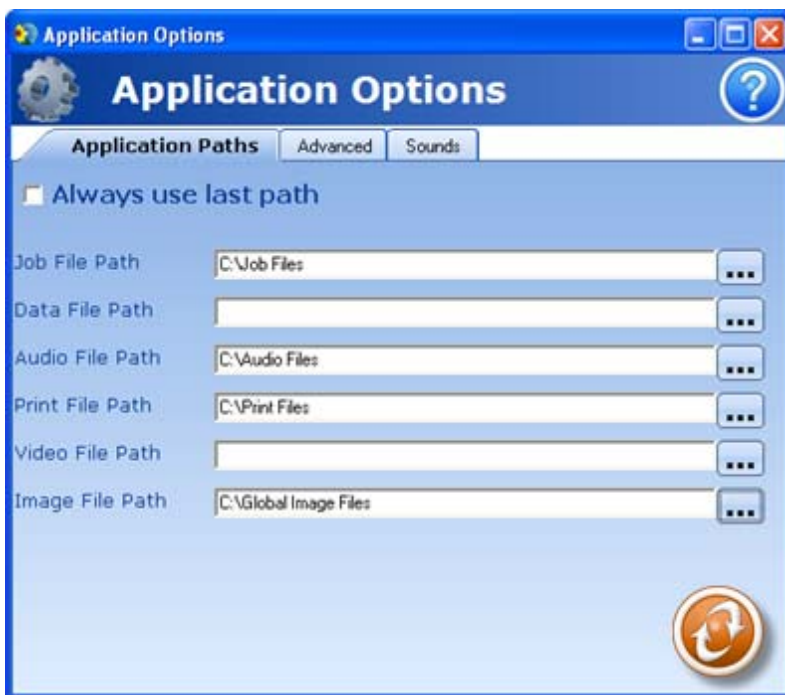 Application Options
Application Options
?
Application Paths Advanced Sounds
Always use last path
Job File Path C:\Job Files ...
Data File Path ...
Audio File Path C:\Audio Files ...
Print File Path C:\Print Files ...
Video File Path ...
Image File Path C:\Global Image Files ...